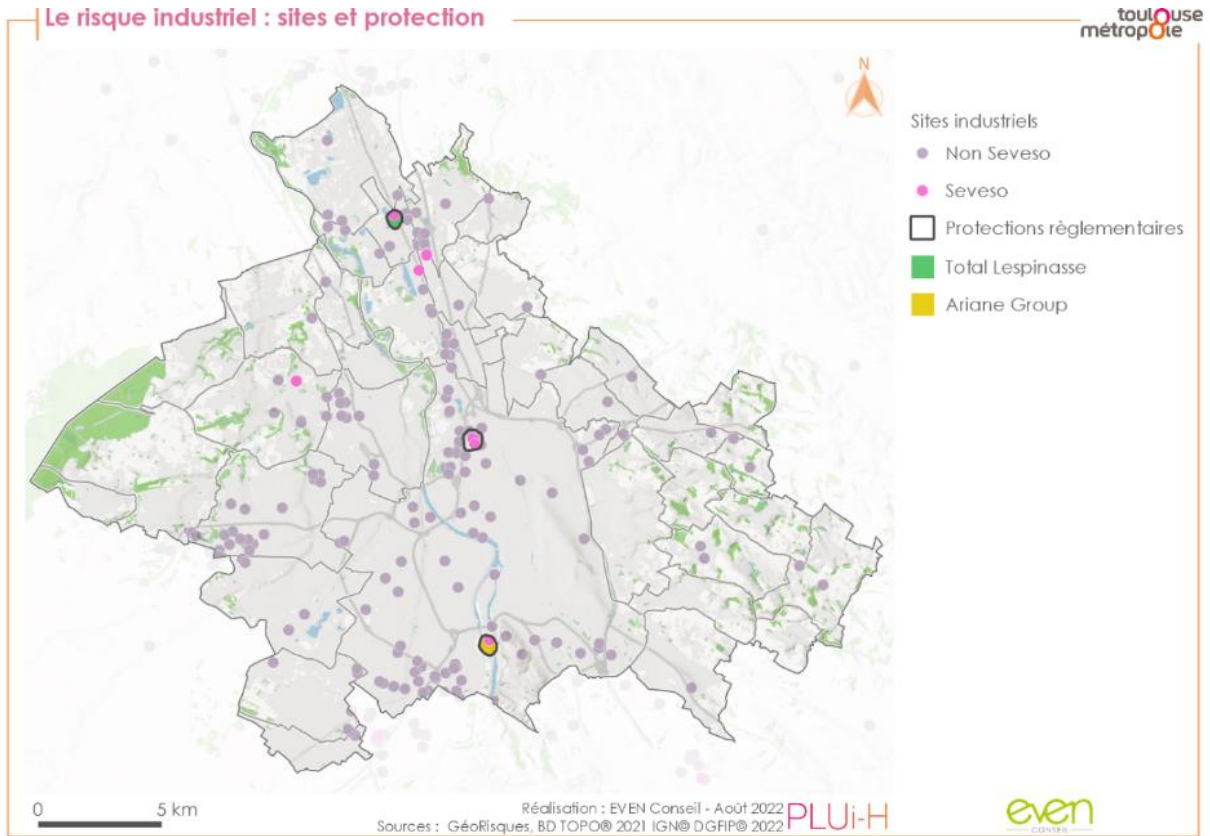 Le risque industriel : sites et protection
toulouse
métropole
N
Sites industriels
Non Seveso
Seveso
Protections règlementaires
Total Lespinasse
Ariane Group
0 5 km
Réalisation : EVEN Conseil - Août 2022
Sources : GéoRisques, BD TOPO® 2021 IGN© DGFIP© 2022
PLUi-H
even
CONSEIL